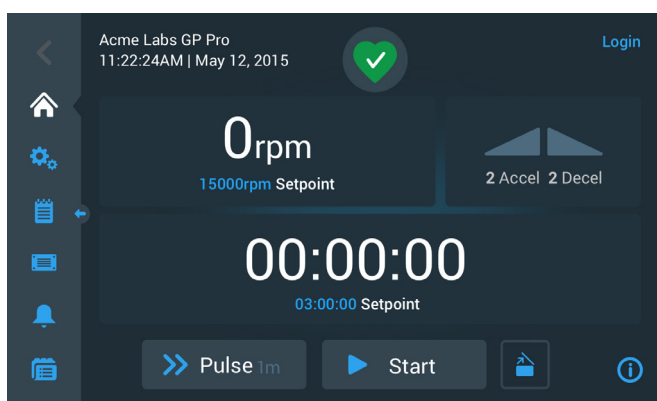 Acme Labs GP Pro
Login
11:22:24AM | May 12, 2015
0rpm
15000rpm Setpoint
2 Accel 2 Decel
00:00:00
03:00:00 Setpoint
Pulse 1m
Start